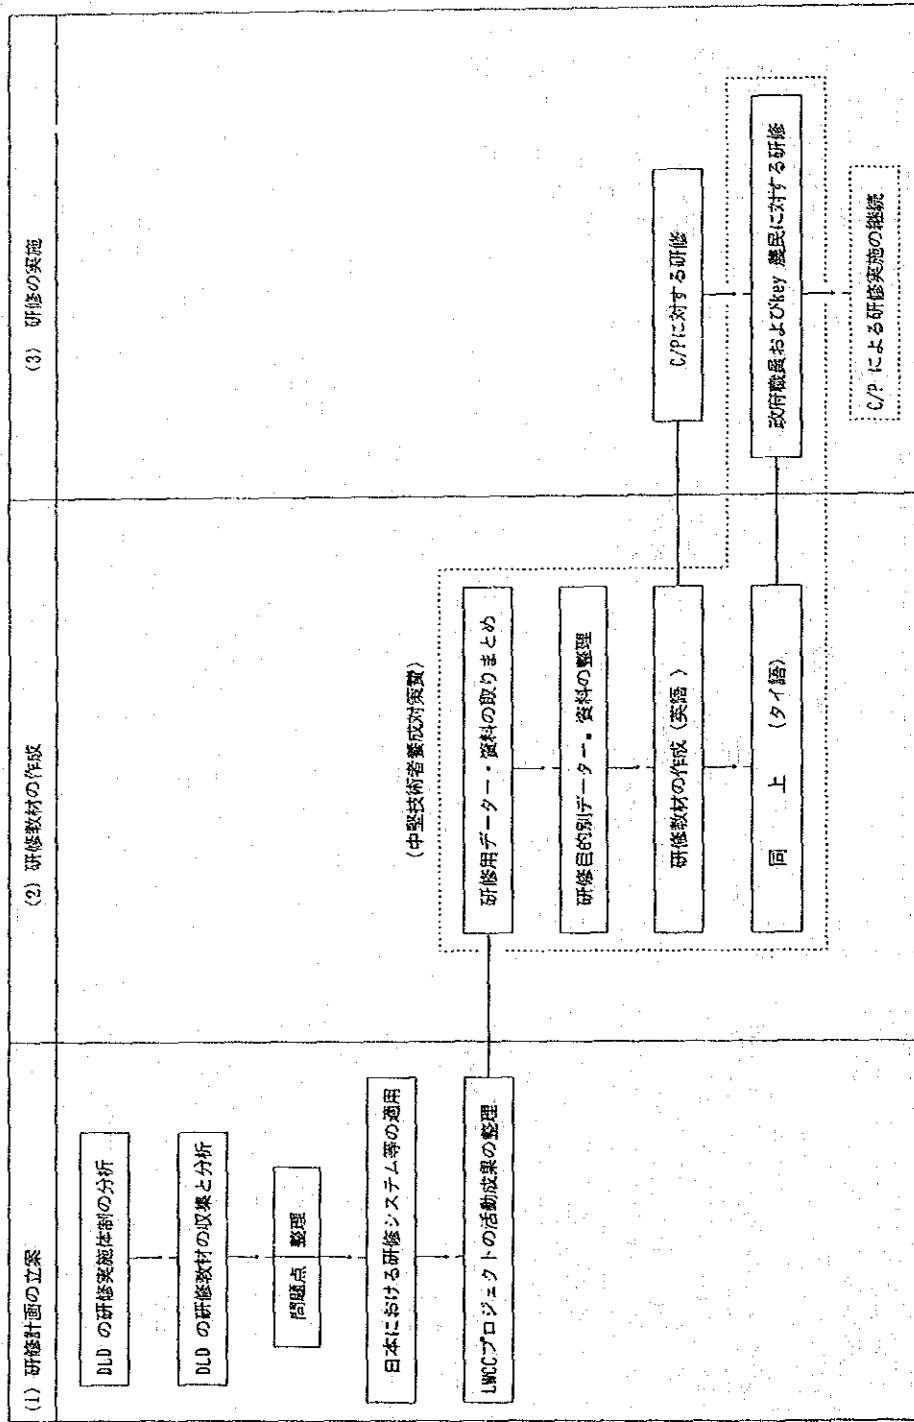 (1) 研修計画の立案
DLD の研修実施体制の分析
DLD の研修教材の収集と分析
問題点 整理
日本における研修システム等の適用
LWCCプロジェクトの活動成果の整理
(2) 研修教材の作成
(中堅技術者養成対策費)
研修用データー・資料の取りまとめ
研修目的別データー・資料の整理
研修教材の作成 (英語)
同 上 (タイ語)
(3) 研修の実施
C/Pに対する研修
政府職員およびkey 農民に対する研修
C/P による研修実施の継続